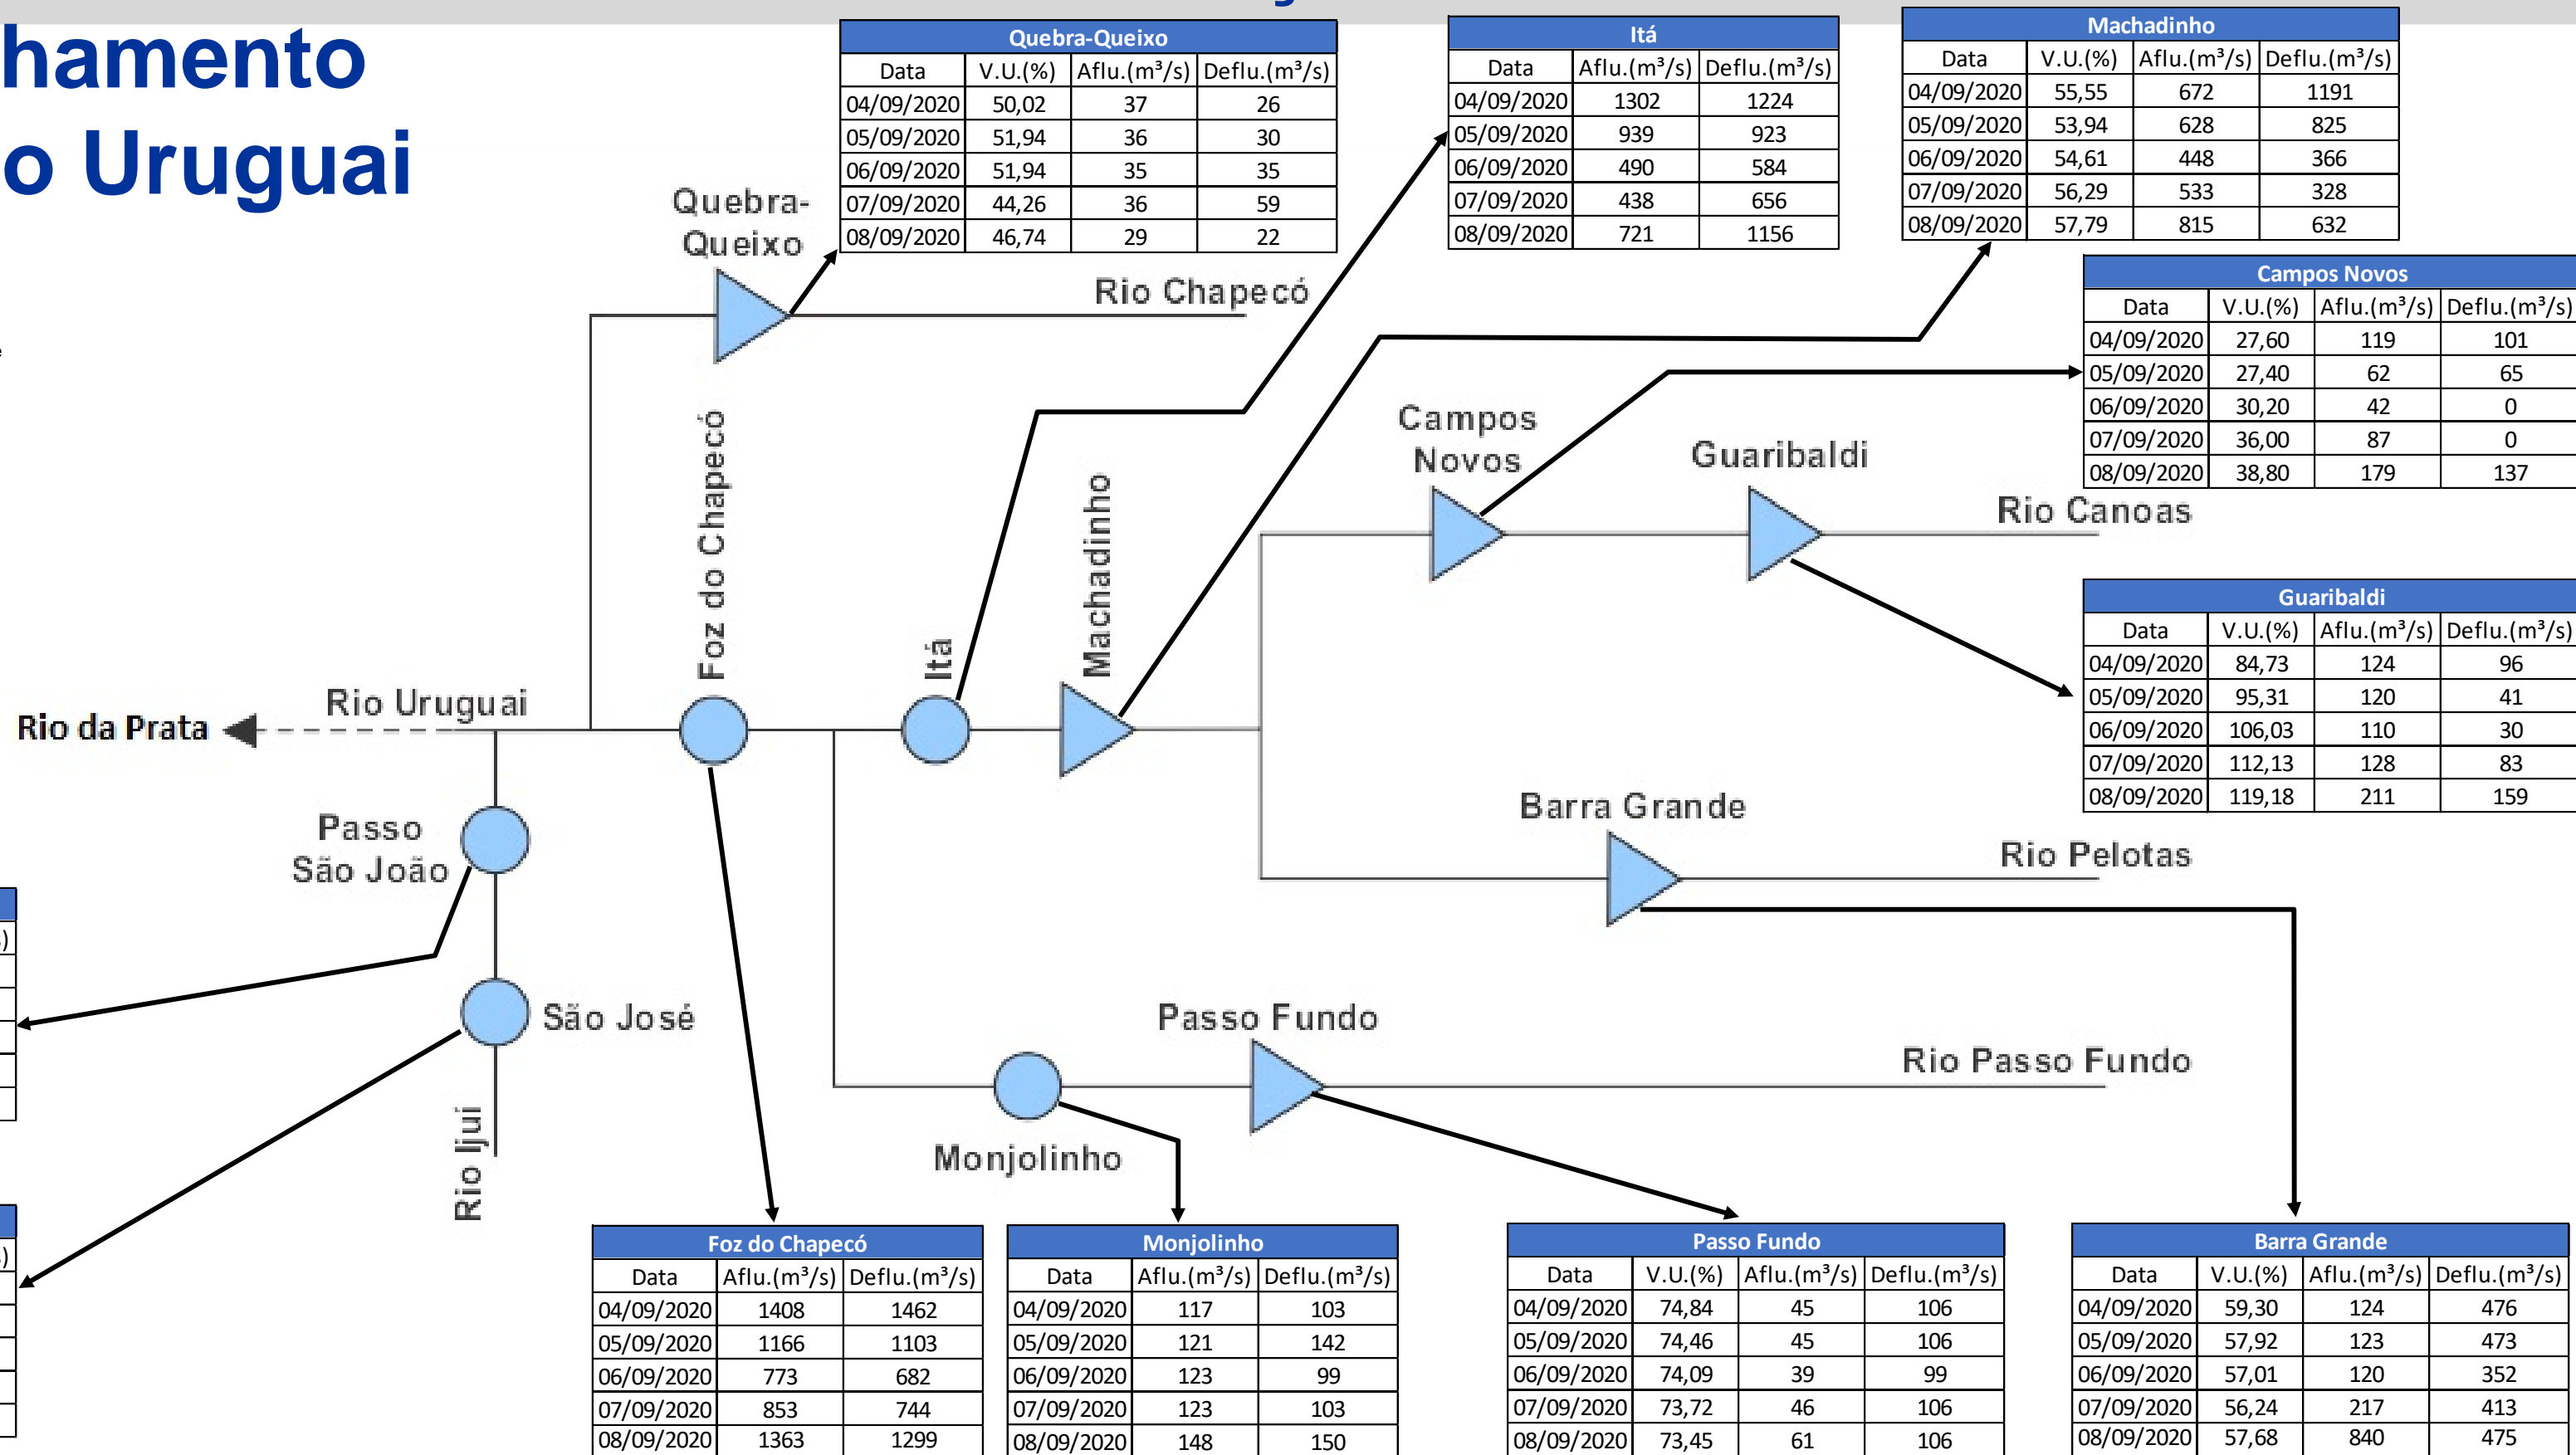 hamento
o Uruguai
Quebra-Queixo
Data V.U.(%) Aflu.(m³/s) Deflu.(m³/s)
04/09/2020 50,02 37 26
05/09/2020 51,94 36 30
06/09/2020 51,94 35 35
07/09/2020 44,26 36 59
08/09/2020 46,74 29 22
Itá
Data Aflu.(m³/s) Deflu.(m³/s)
04/09/2020 1302 1224
05/09/2020 939 923
06/09/2020 490 584
07/09/2020 438 656
08/09/2020 721 1156
Machadinho
Data V.U.(%) Aflu.(m³/s) Deflu.(m³/s)
04/09/2020 55,55 672 1191
05/09/2020 53,94 628 825
06/09/2020 54,61 448 366
07/09/2020 56,29 533 328
08/09/2020 57,79 815 632
Campos Novos
Data V.U.(%) Aflu.(m³/s) Deflu.(m³/s)
04/09/2020 27,60 119 101
05/09/2020 27,40 62 65
06/09/2020 30,20 42 0
07/09/2020 36,00 87 0
08/09/2020 38,80 179 137
Quebra-
Queixo
Rio Chapecó
Foz do Chapecó
Itá
Machadinho
Campos
Novos
Guaribaldi
Rio Canoas
Guaribaldi
Data V.U.(%) Aflu.(m³/s) Deflu.(m³/s)
04/09/2020 84,73 124 96
05/09/2020 95,31 120 41
06/09/2020 106,03 110 30
07/09/2020 112,13 128 83
08/09/2020 119,18 211 159
Rio Uruguai
Rio da Prata
Passo
São João
Barra Grande
Rio Pelotas
São José
Passo Fundo
Rio Passo Fundo
Rio Ijui
Monjolinho
Foz do Chapecó
Data Aflu.(m³/s) Deflu.(m³/s)
04/09/2020 1408 1462
05/09/2020 1166 1103
06/09/2020 773 682
07/09/2020 853 744
08/09/2020 1363 1299
Monjolinho
Data Aflu.(m³/s) Deflu.(m³/s)
04/09/2020 117 103
05/09/2020 121 142
06/09/2020 123 99
07/09/2020 123 103
08/09/2020 148 150
Passo Fundo
Data V.U.(%) Aflu.(m³/s) Deflu.(m³/s)
04/09/2020 74,84 45 106
05/09/2020 74,46 45 106
06/09/2020 74,09 39 99
07/09/2020 73,72 46 106
08/09/2020 73,45 61 106
Barra Grande
Data V.U.(%) Aflu.(m³/s) Deflu.(m³/s)
04/09/2020 59,30 124 476
05/09/2020 57,92 123 473
06/09/2020 57,01 120 352
07/09/2020 56,24 217 413
08/09/2020 57,68 840 475